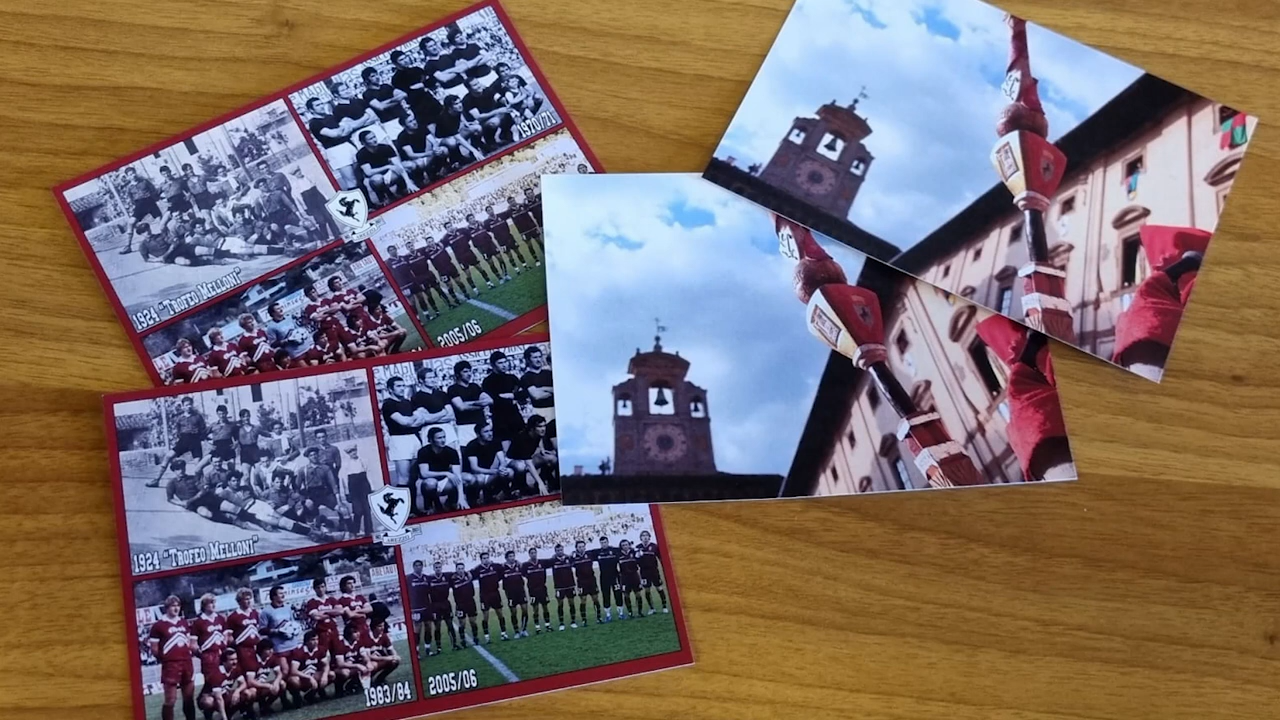 1970/71
1924 "Trofeo Melloni"
2005/06
1924 "Trofeo Melloni"
1983/84
2005/06